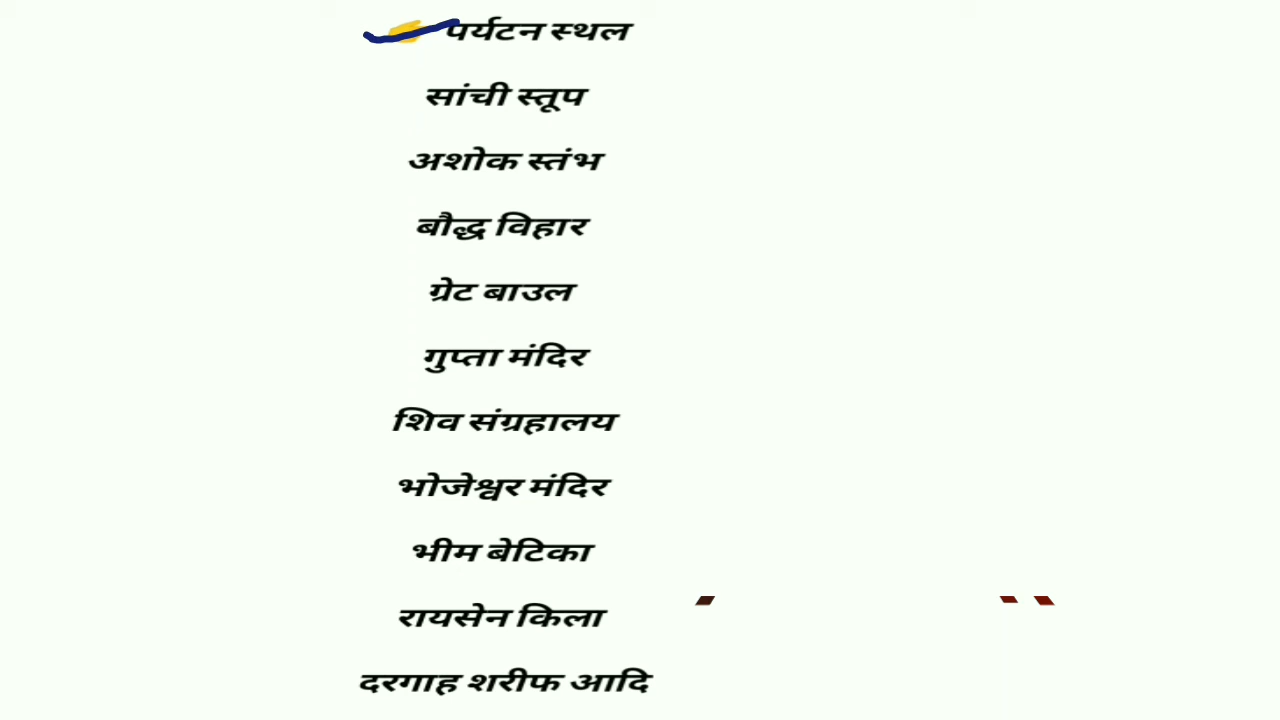 पर्यटन स्थल
सांची स्तूप
अशोक स्तंभ
बौद्ध विहार
ग्रेट बाउल
गुप्ता मंदिर
शिव संग्रहालय
भोजेश्वर मंदिर
भीम बेटिका
रायसेन किला
दरगाह शरीफ आदि